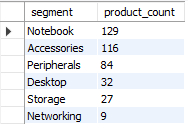 segment product_count
Notebook 129
Accessories 116
Peripherals 84
Desktop 32
Storage 27
Networking 9